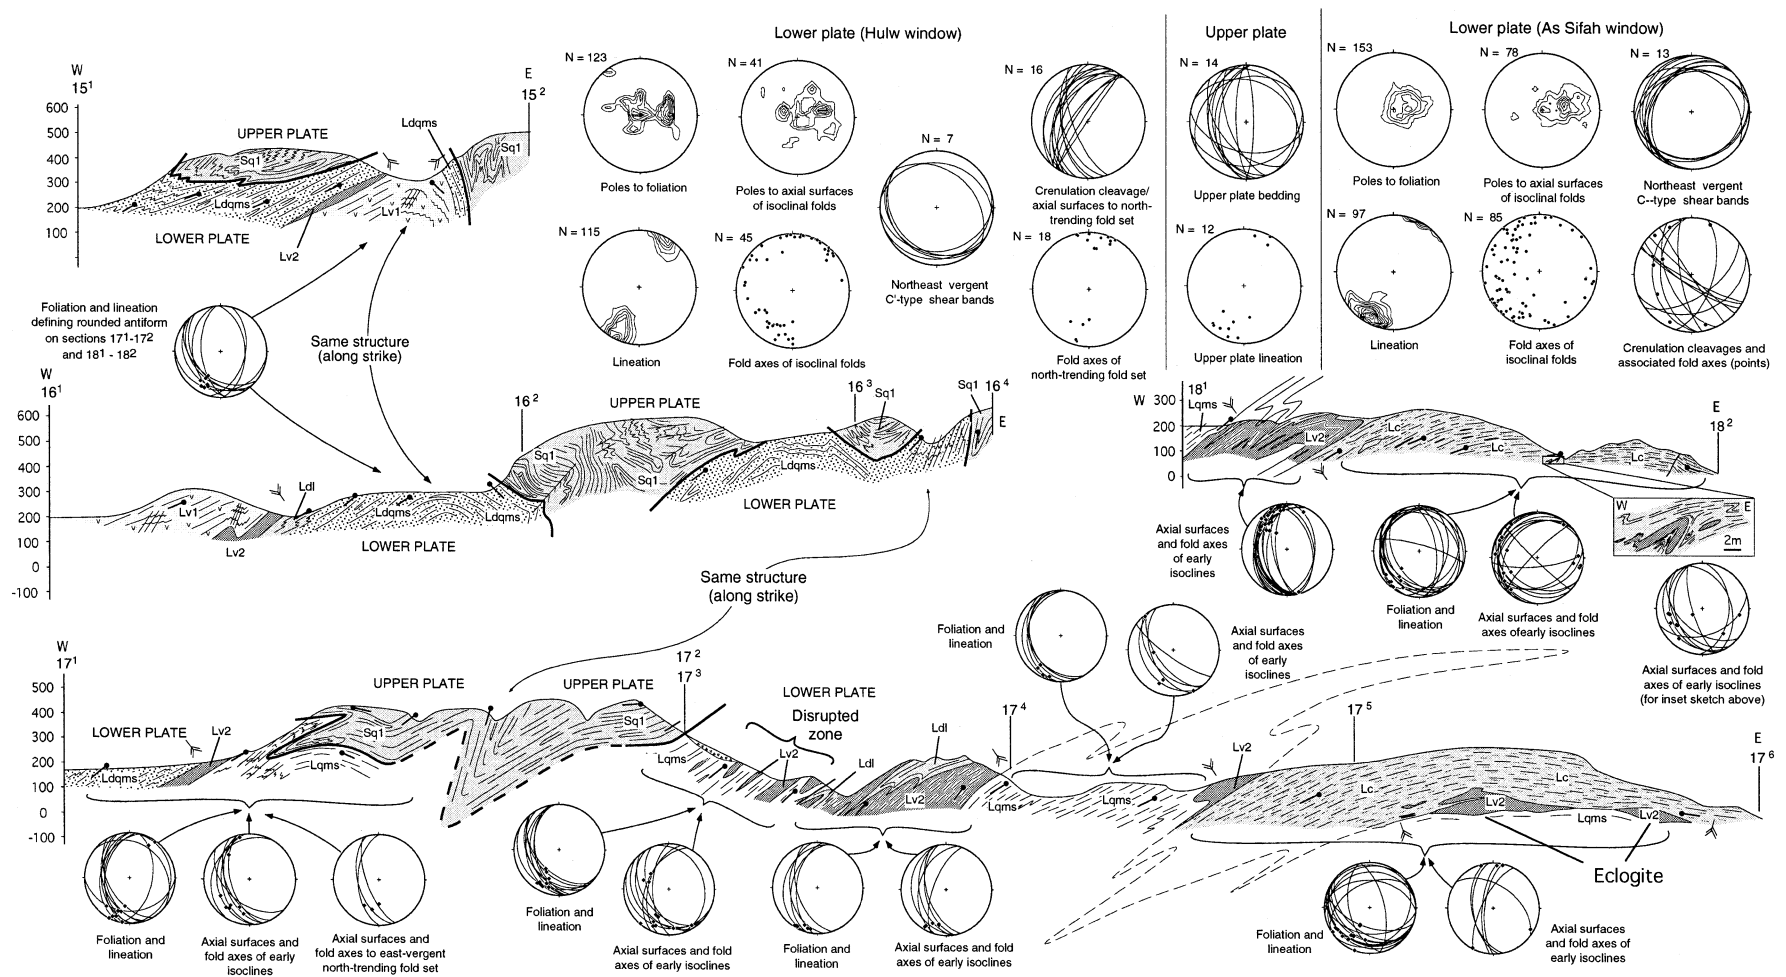 Lower plate (Hulw window)
Upper plate
Lower plate (As Sifah window)
N = 123
Poles to foliation
N = 41
Poles to axial surfaces
of isoclinal folds
N = 7
Northeast vergent
C'-type shear bands
N = 16
Crenulation cleavage/
axial surfaces to north-
trending fold set
N = 14
Upper plate bedding
N = 153
Poles to foliation
N = 78
Poles to axial surfaces
of isoclinal folds
N = 13
Northeast vergent
C--type shear bands
N = 115
Lineation
N = 45
Fold axes of isoclinal folds
N = 18
Fold axes of
north-trending fold set
N = 12
Upper plate lineation
N = 97
Lineation
N = 85
Fold axes of
isoclinal folds
Crenulation cleavages and
associated fold axes (points)
W
15¹
E
15²
600
500
400
300
200
100
UPPER PLATE
Sq1
Ldqms
Sq1
Ldqms
Lv1
LOWER PLATE
Lv2
Foliation and lineation
defining rounded antiform
on sections 17¹-17²
and 18¹ - 18²
Same structure
(along strike)
W
16¹
16²
16³
16⁴
E
600
500
400
300
200
100
0
-100
UPPER PLATE
Sq1
Sq1
Sq1
Sq1
Ldqms
LOWER PLATE
Lv1
Ldl
Ldqms
Ldqms
Lv2
LOWER PLATE
Same structure
(along strike)
W
18¹
E
18²
300
200
100
0
Lqms
Lv2
Lc
Lc
Lc
W
E
2m
Axial surfaces
and fold axes
of early
isoclines
Foliation and
lineation
Axial surfaces and fold
axes ofearly isoclines
Axial surfaces and fold
axes of early isoclines
(for inset sketch above)
Foliation and
lineation
Axial surfaces
and fold axes
of early
isoclines
W
17¹
17²
17³
17⁴
17⁵
E
17⁶
500
400
300
200
100
0
-100
UPPER PLATE
UPPER PLATE
LOWER PLATE
LOWER PLATE
Disrupted
zone
Lv2
Sq1
Sq1
Ldqms
Lqms
Lqms
Lv2
Ldl
Ldl
Lv2
Lqms
Lqms
Lv2
Lc
Lc
Lv2
Lqms
Lv2
Eclogite
Foliation and
lineation
Axial surfaces and
fold axes of early
isoclines
Axial surfaces and
fold axes to east-vergent
north-trending fold set
Foliation and
lineation
Axial surfaces and fold
axes of early isoclines
Foliation and
lineation
Axial surfaces and fold
axes of early isoclines
Foliation and
lineation
Axial surfaces
and fold axes of
early isoclines